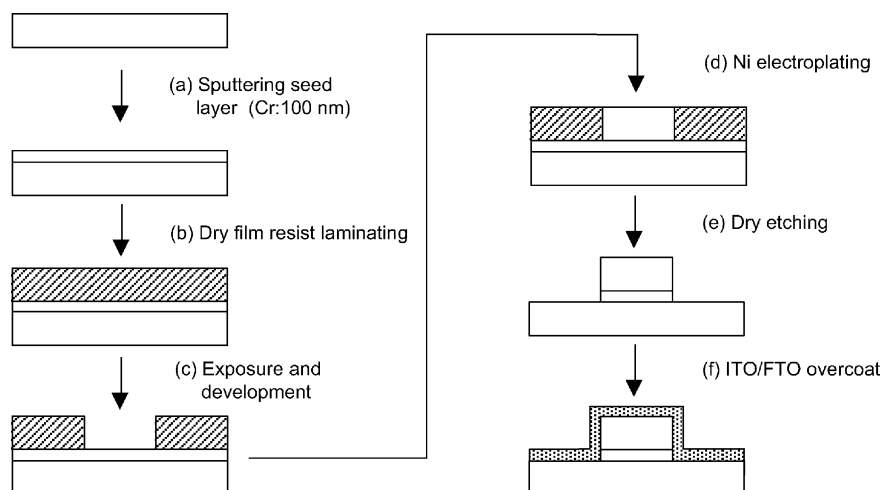 (a) Sputtering seed
layer (Cr:100 nm)
(b) Dry film resist laminating
(c) Exposure and
development
(d) Ni electroplating
(e) Dry etching
(f) ITO/FTO overcoat